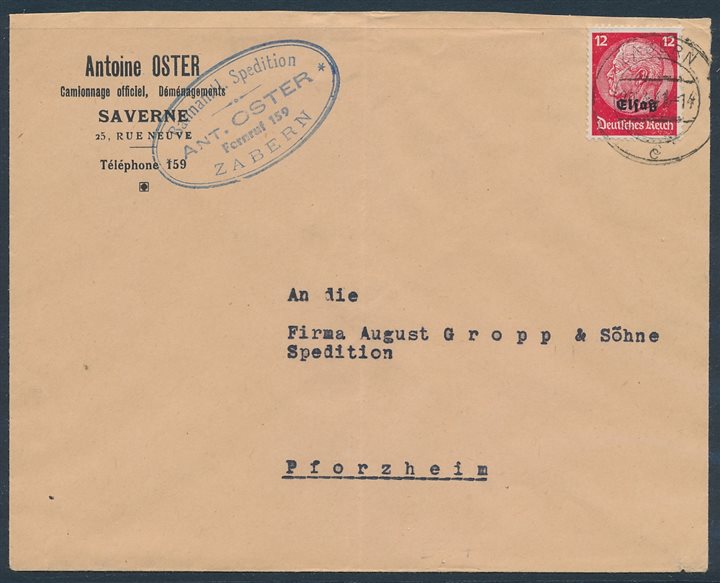 Antoine OSTER
Camionnage officiel, Déménagements
SAVERNE
25, RUE NEUVE
Téléphone 159
Bahnamtl. Spedition
ANT. OSTER
Fernruf 159
ZABERN
*
12 12
Elsaß
Deutsches Reich
An die
Firma August G r o p p & Söhne
Spedition
P f o r z h e i m